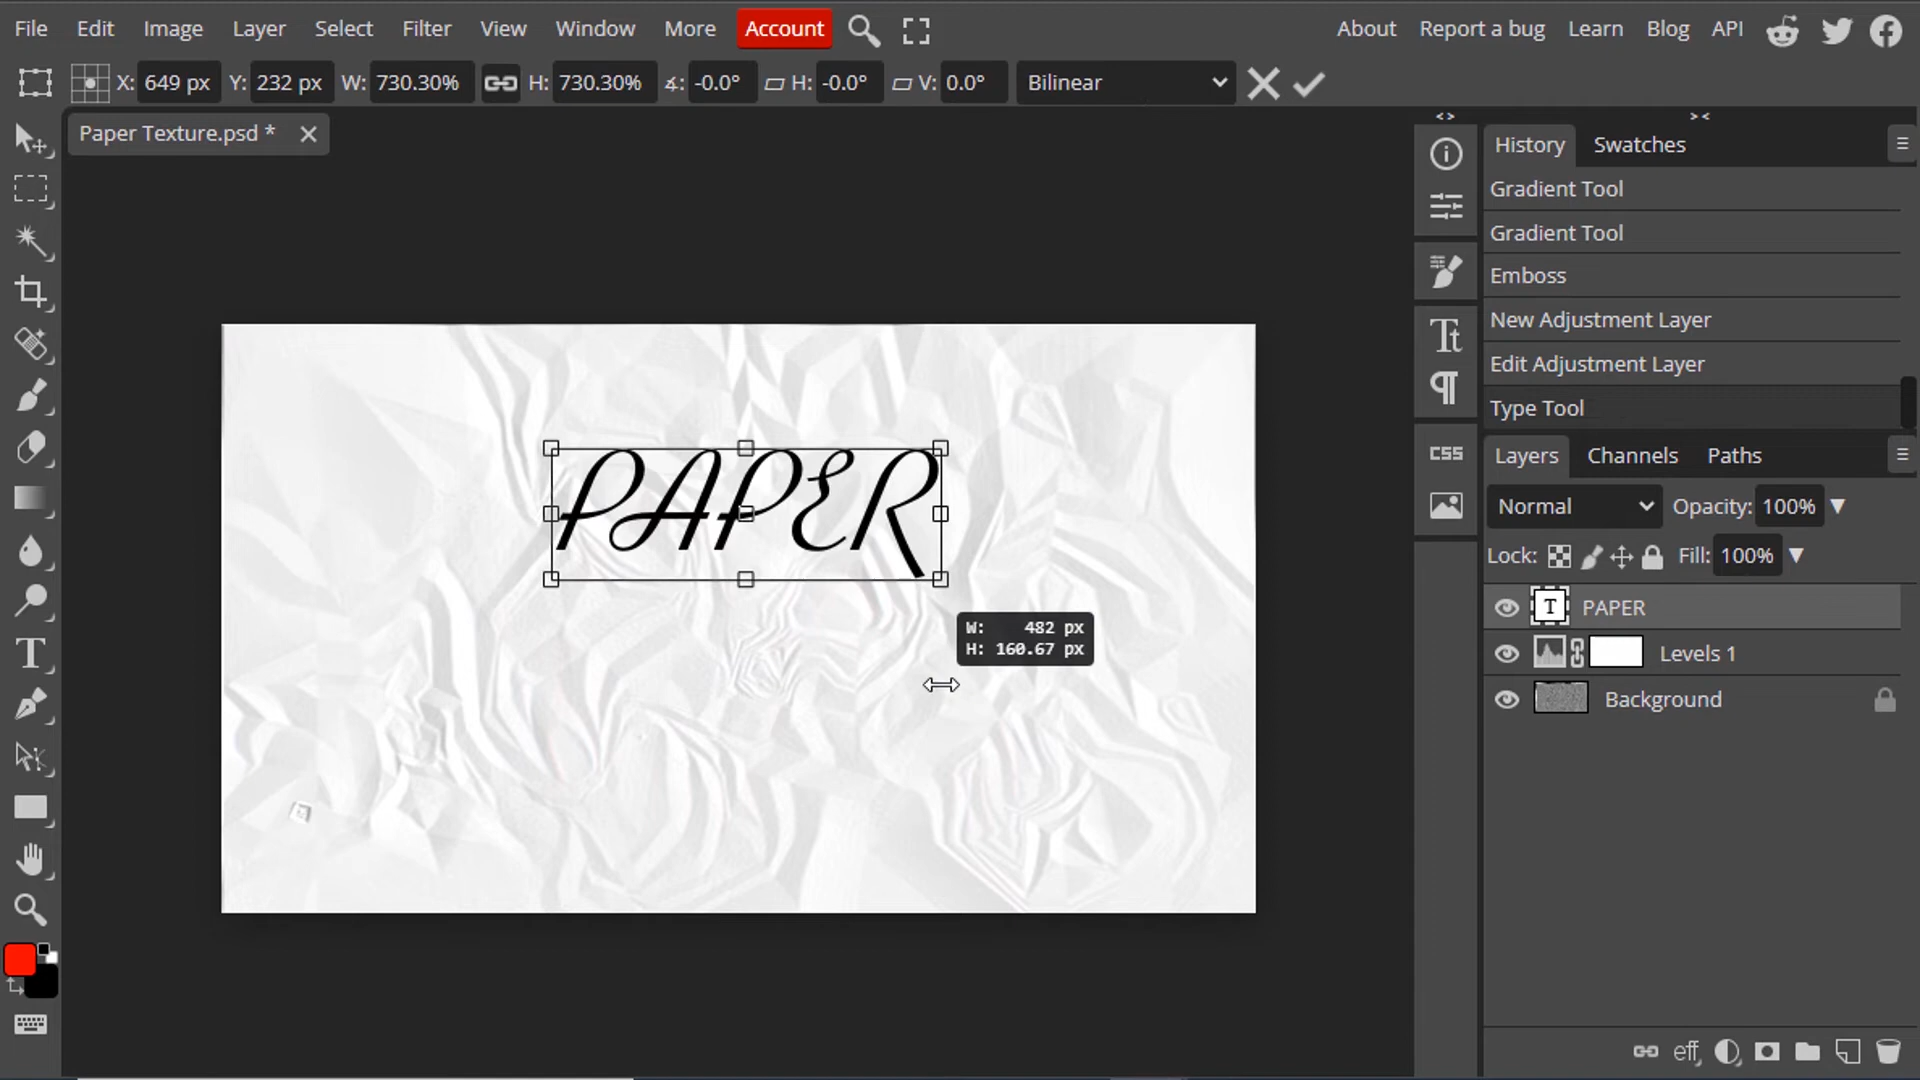 File Edit Image Layer Select Filter View Window More Account About Report a bug Learn Blog API
X: 649 px Y: 232 px W: 730.30% H: 730.30% ∡: -0.0° H: -0.0° V: 0.0° Bilinear
Paper Texture.psd *
History Swatches
Gradient Tool
Gradient Tool
Emboss
New Adjustment Layer
Edit Adjustment Layer
Type Tool
CSS
Layers Channels Paths
Normal Opacity: 100%
Lock: Fill: 100%
T PAPER
Levels 1
Background
PAPER
W: 482 px
H: 160.67 px
eff